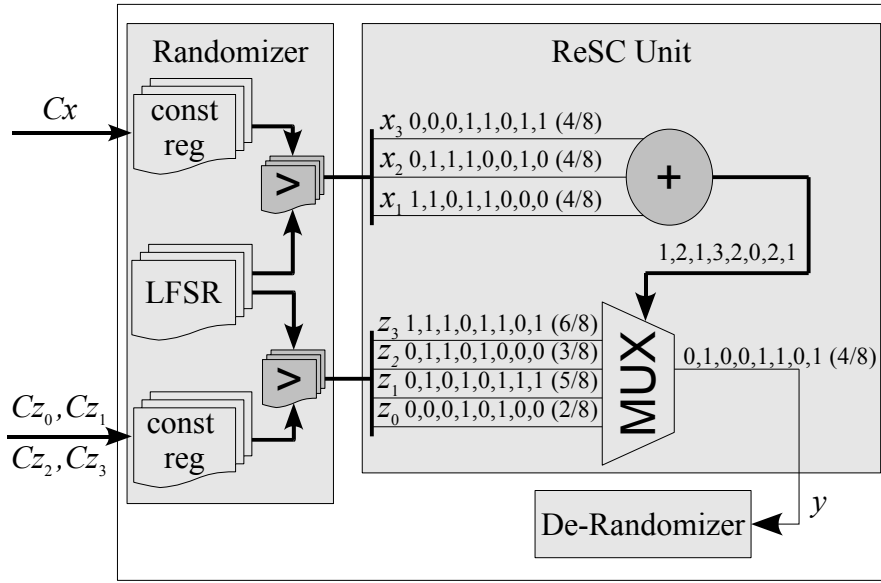 Randomizer
ReSC Unit
Cx
const
reg
>
x₃ 0,0,0,1,1,0,1,1 (4/8)
x₂ 0,1,1,1,0,0,1,0 (4/8)
x₁ 1,1,0,1,1,0,0,0 (4/8)
+
1,2,1,3,2,0,2,1
LFSR
>
z₃ 1,1,1,0,1,1,0,1 (6/8)
z₂ 0,1,1,0,1,0,0,0 (3/8)
z₁ 0,1,0,1,0,1,1,1 (5/8)
z₀ 0,0,0,1,0,1,0,0 (2/8)
MUX
0,1,0,0,1,1,0,1 (4/8)
Cz₀,Cz₁
Cz₂,Cz₃
const
reg
De-Randomizer
y